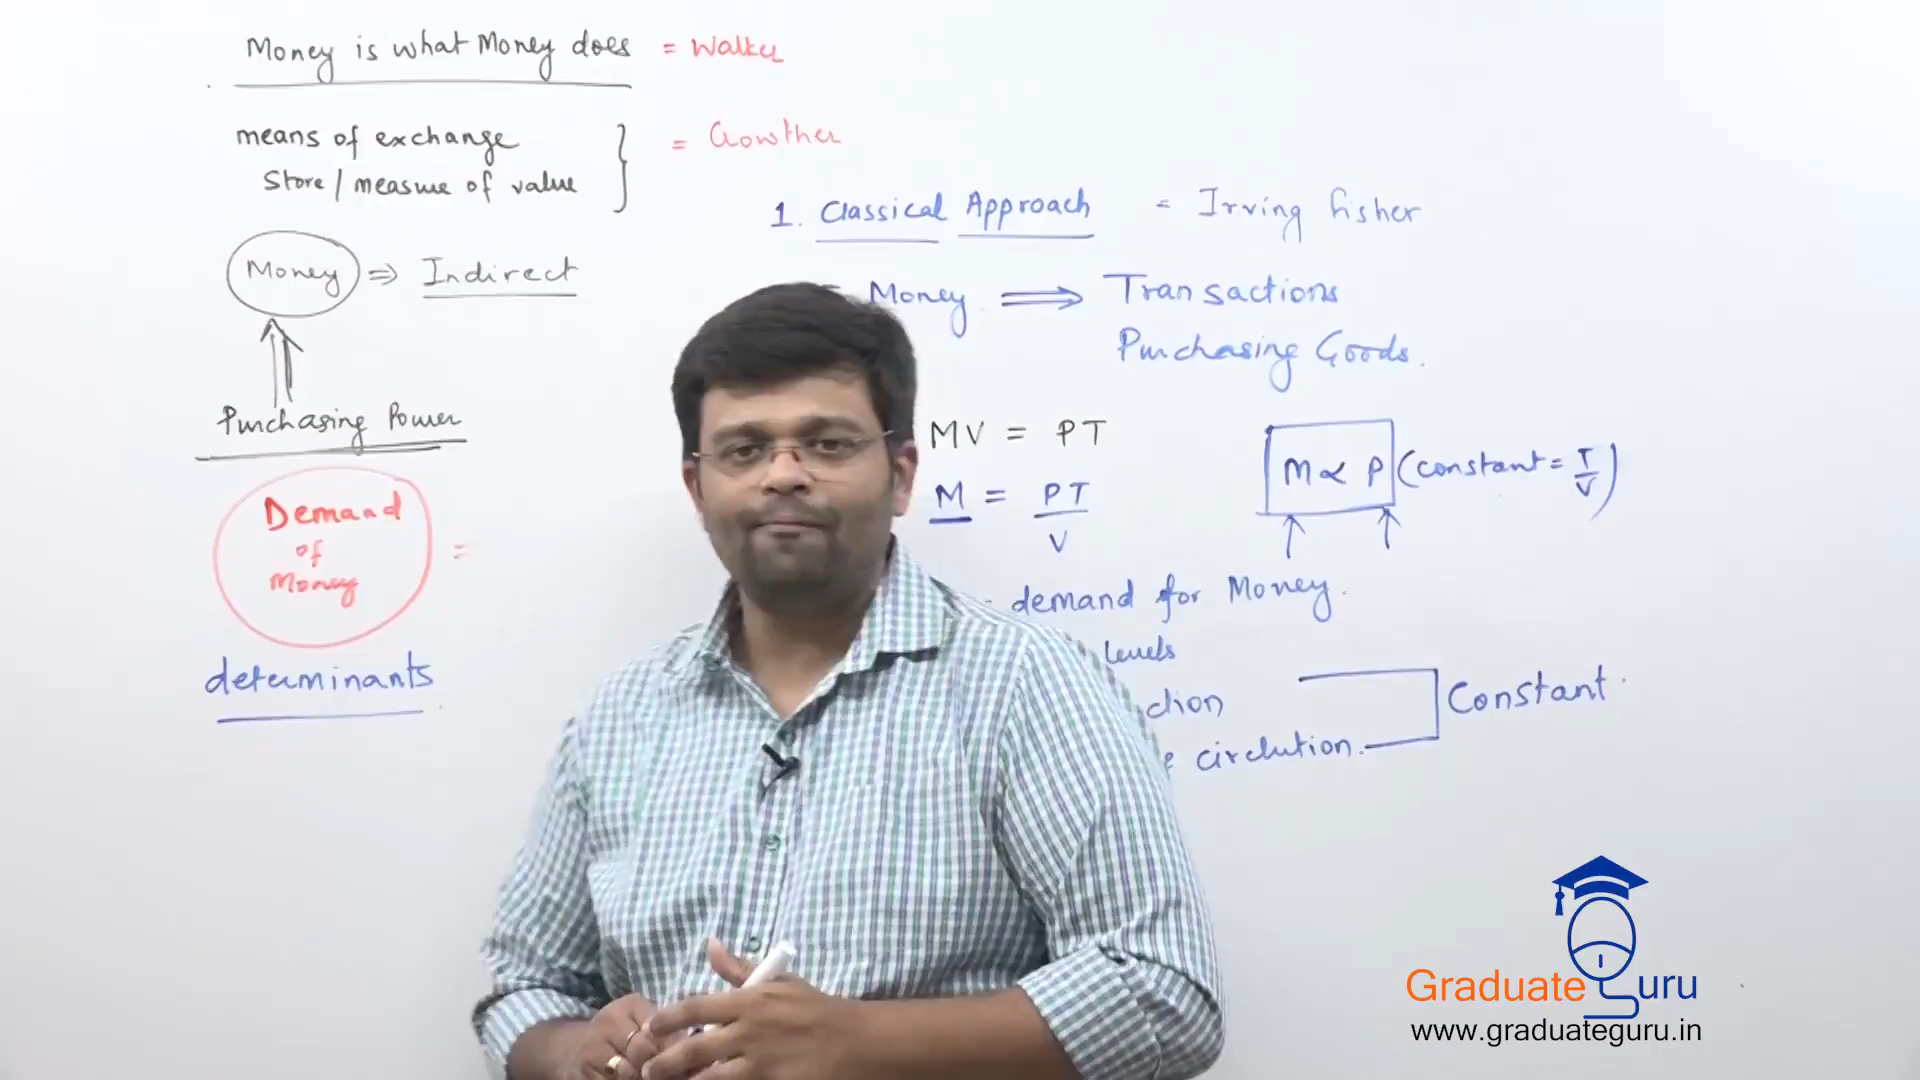 Money is what Money does = Walker
means of exchange
Store / measure of value
= Crowther
Money ⇒ Indirect
Purchasing Power
Demand
of
Money
=
determinants
1. Classical Approach = Irving fisher
Money ⟹ Transactions
Purchasing Goods.
MV = PT
M = PT
V
M ∝ P (constant = T/V)
demand for Money.
levels
ction
circlution.
Constant
Graduate Guru
www.graduateguru.in